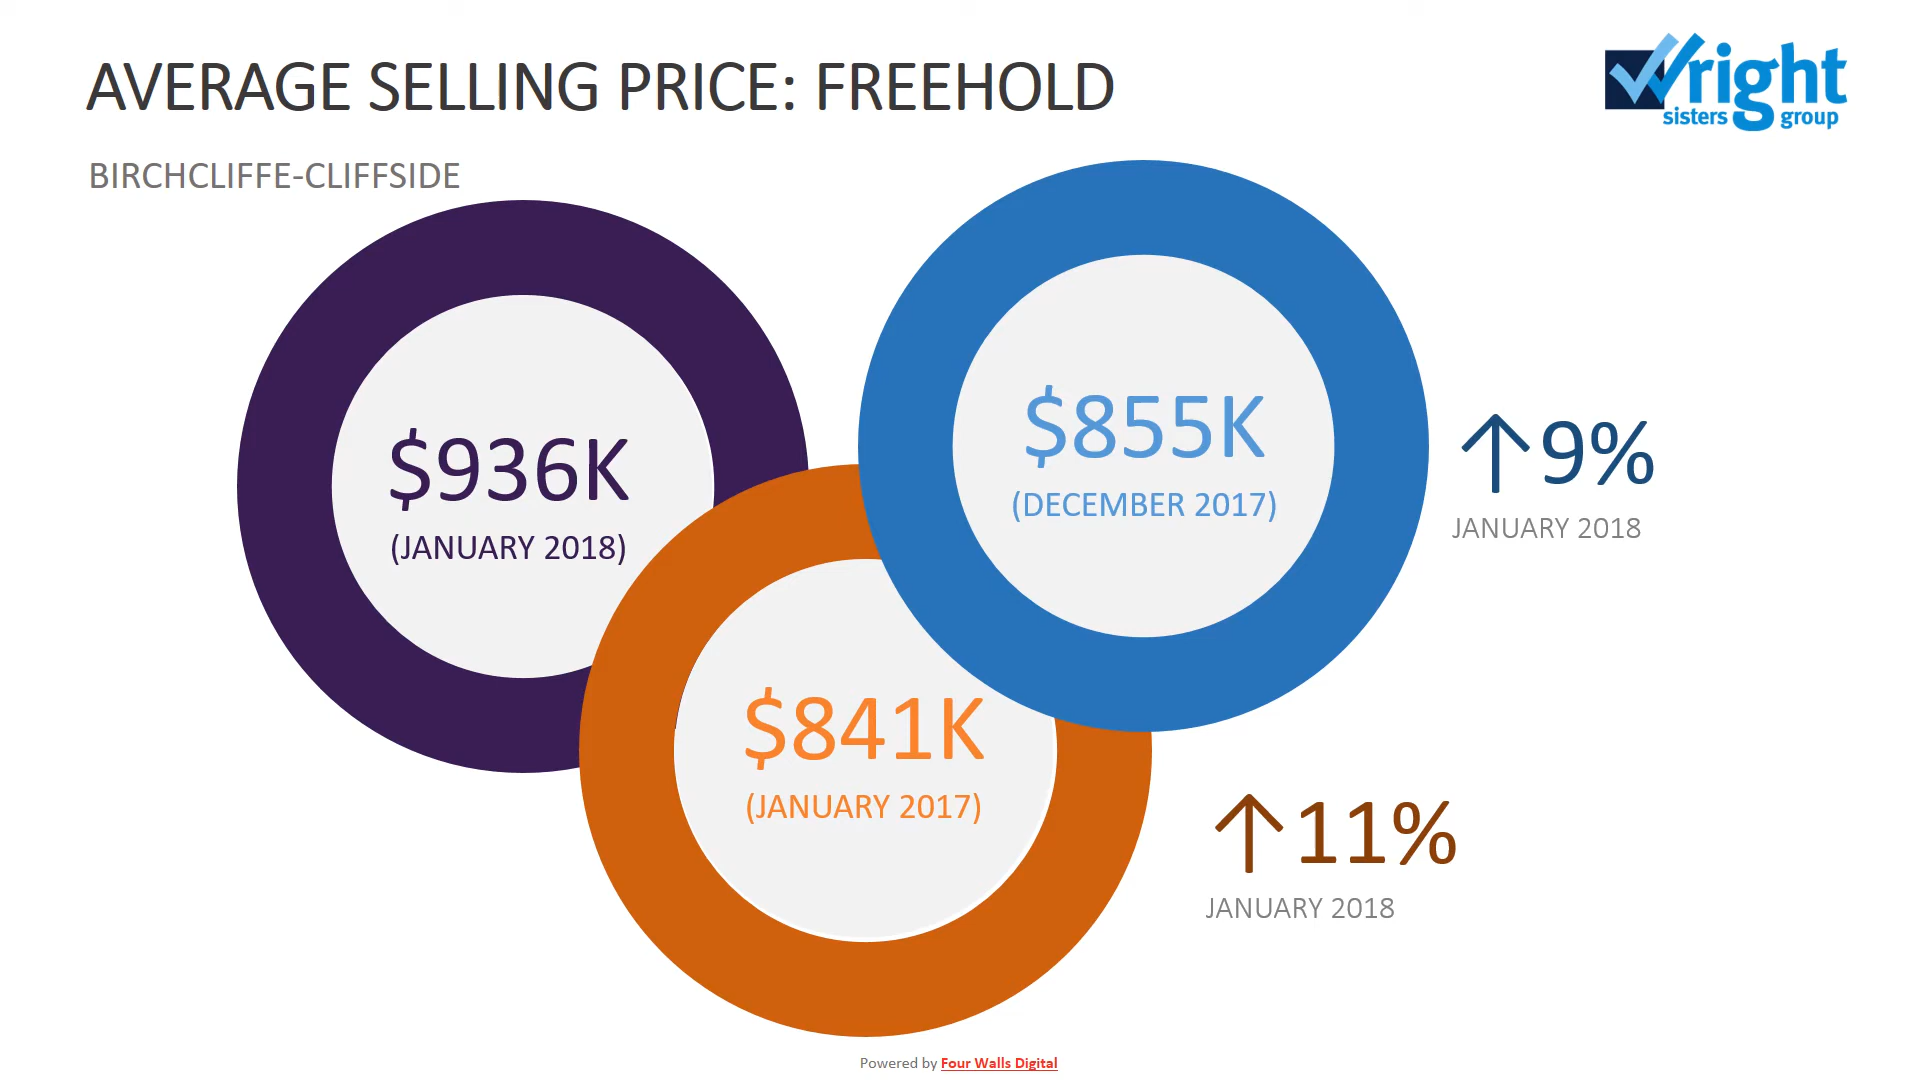 AVERAGE SELLING PRICE: FREEHOLD
Wright
sisters group
BIRCHCLIFFE-CLIFFSIDE
$936K
(JANUARY 2018)
$855K
(DECEMBER 2017)
↑9%
JANUARY 2018
$841K
(JANUARY 2017)
↑11%
JANUARY 2018
Powered by Four Walls Digital